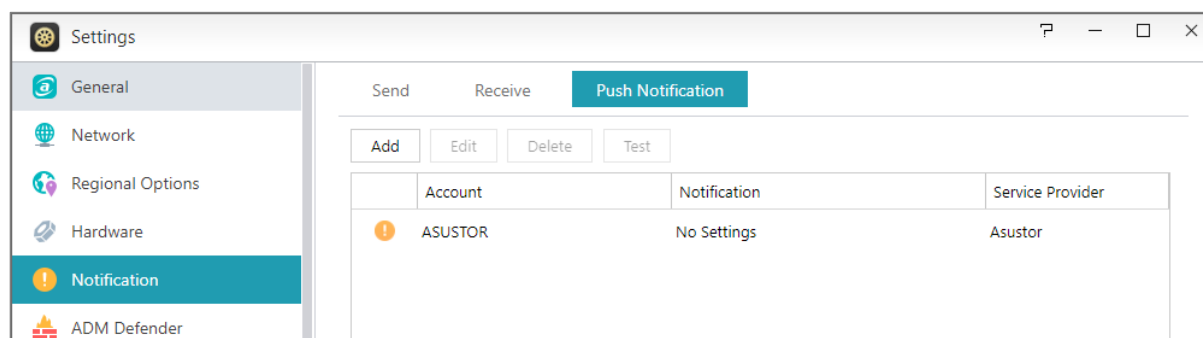 Settings
General
Network
Regional Options
Hardware
Notification
ADM Defender
Send Receive Push Notification
Add Edit Delete Test
Account Notification Service Provider
ASUSTOR No Settings Asustor